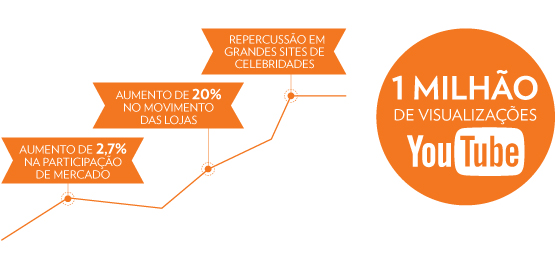 REPERCUSSÃO EM
GRANDES SITES DE
CELEBRIDADES
AUMENTO DE 20%
NO MOVIMENTO
DAS LOJAS
AUMENTO DE 2,7%
NA PARTICIPAÇÃO
DE MERCADO
1 MILHÃO
DE VISUALIZAÇÕES
YouTube